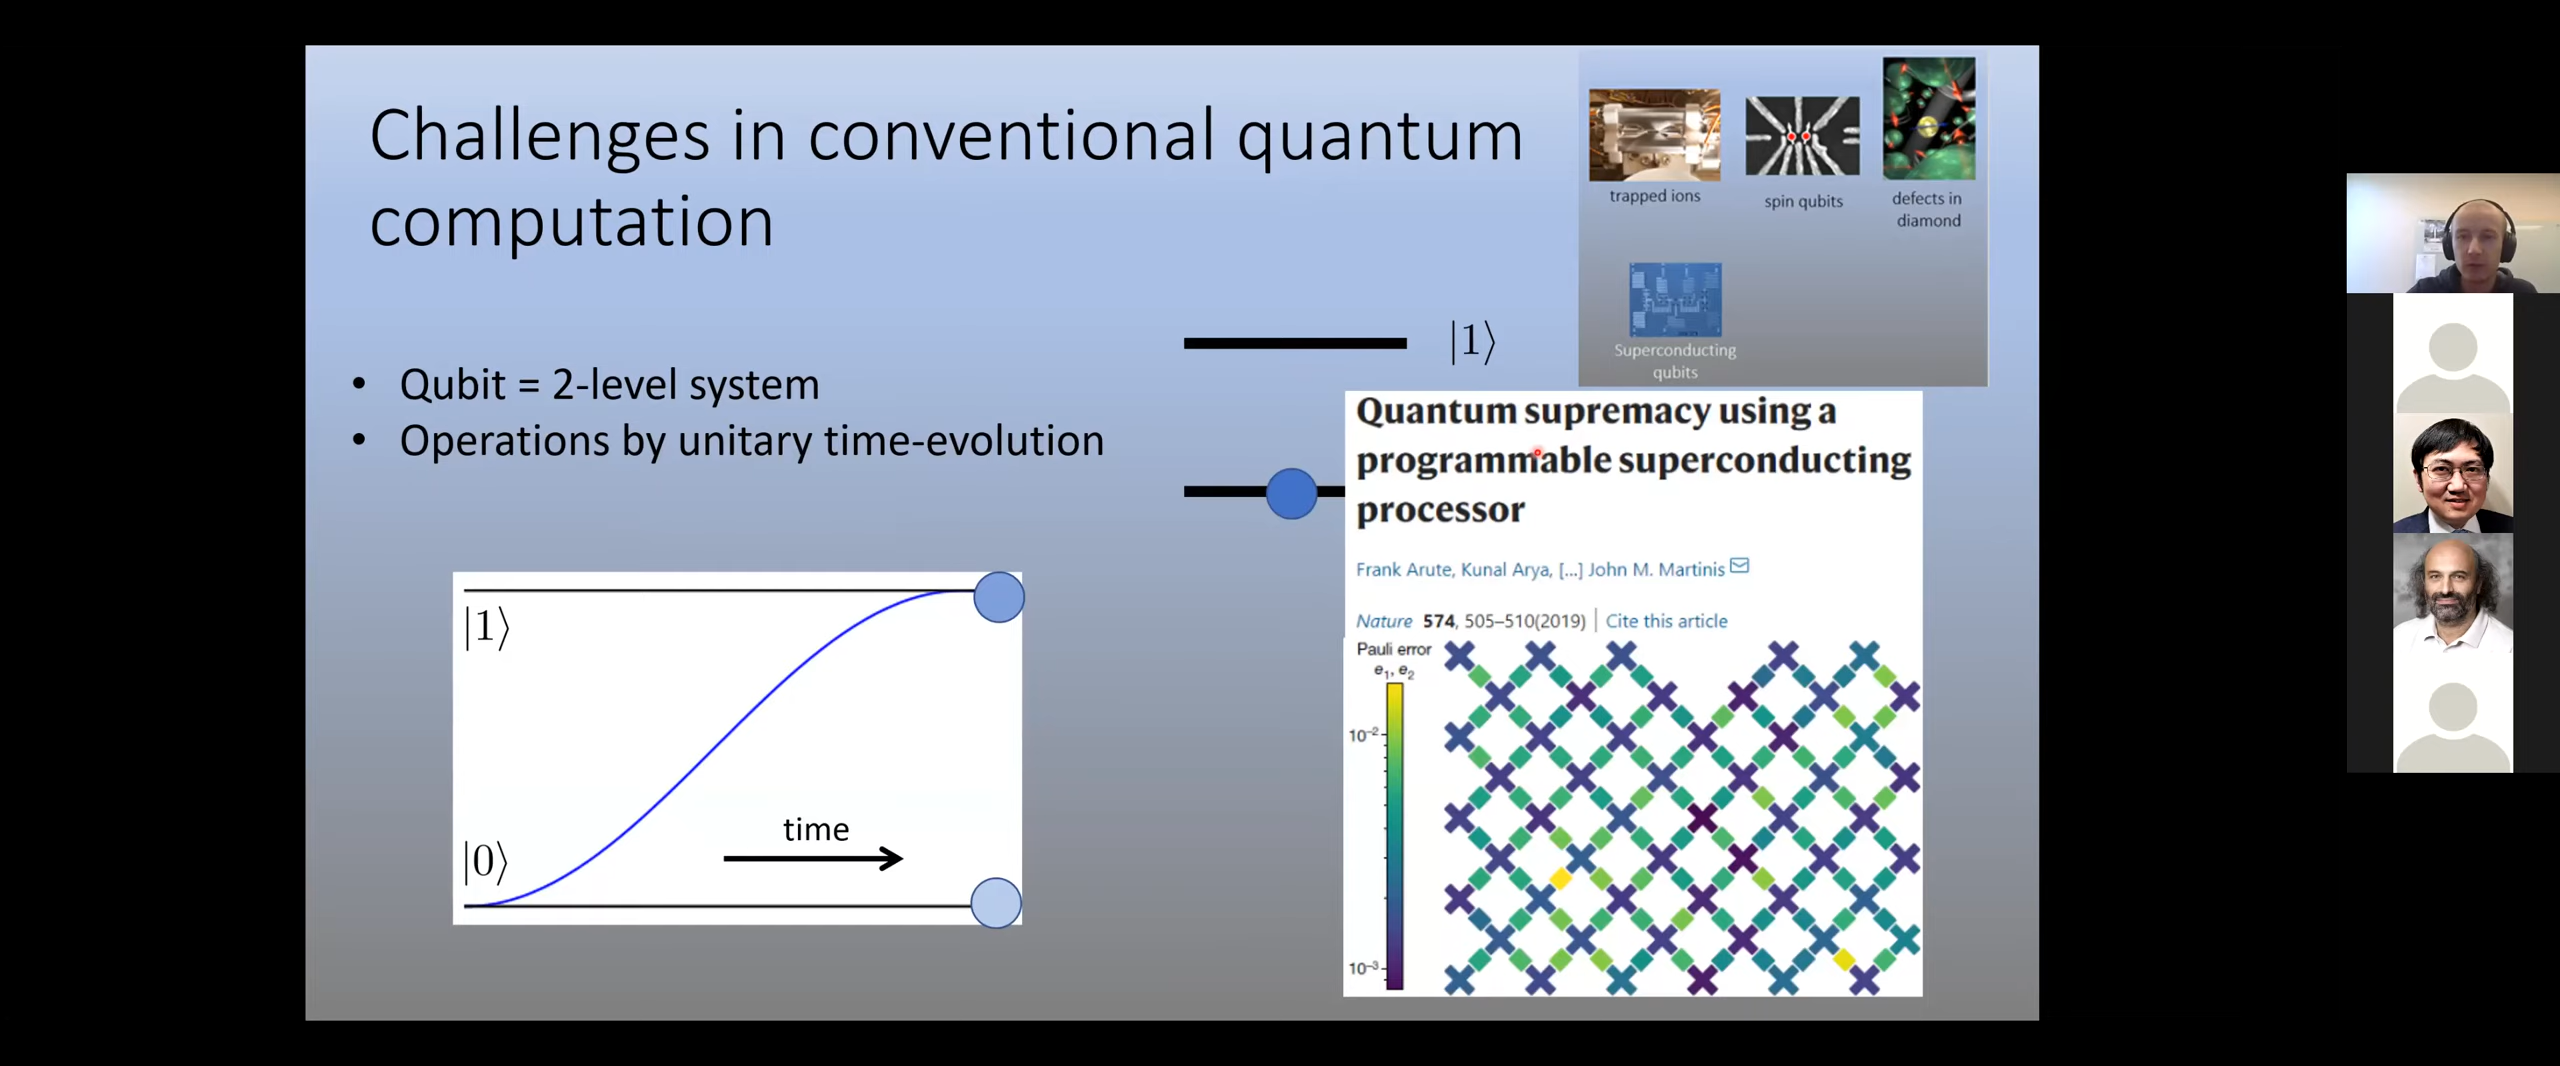 Challenges in conventional quantum
computation
trapped ions
spin qubits
defects in
diamond
Superconducting
qubits
• Qubit = 2-level system
• Operations by unitary time-evolution
|1⟩
|1⟩
|0⟩
time
Quantum supremacy using a
programmable superconducting
processor
Frank Arute, Kunal Arya, [...] John M. Martinis
Nature 574, 505–510(2019) | Cite this article
Pauli error
e₁, e₂
10⁻²
10⁻³